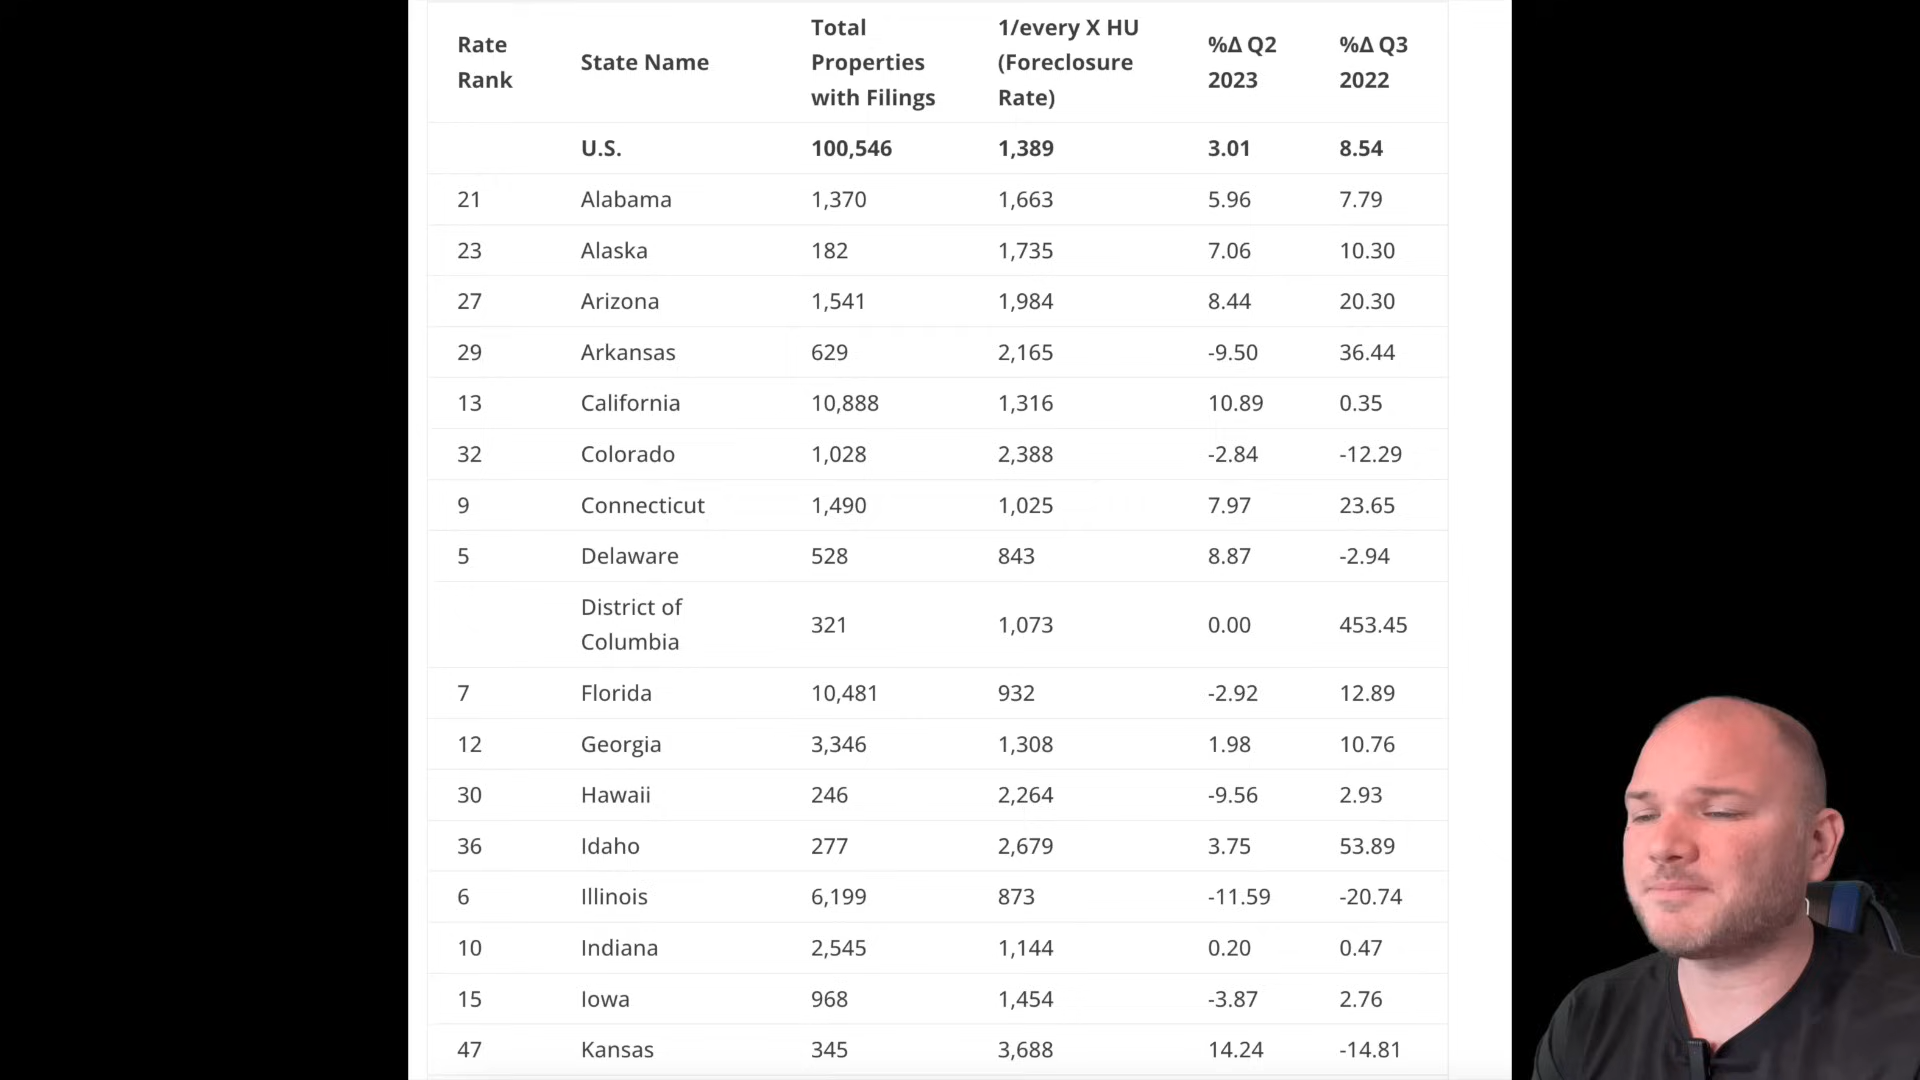 Rate Rank State Name Total Properties with Filings 1/every X HU (Foreclosure Rate) %Δ Q2 2023 %Δ Q3 2022
U.S. 100,546 1,389 3.01 8.54
21 Alabama 1,370 1,663 5.96 7.79
23 Alaska 182 1,735 7.06 10.30
27 Arizona 1,541 1,984 8.44 20.30
29 Arkansas 629 2,165 -9.50 36.44
13 California 10,888 1,316 10.89 0.35
32 Colorado 1,028 2,388 -2.84 -12.29
9 Connecticut 1,490 1,025 7.97 23.65
5 Delaware 528 843 8.87 -2.94
District of Columbia 321 1,073 0.00 453.45
7 Florida 10,481 932 -2.92 12.89
12 Georgia 3,346 1,308 1.98 10.76
30 Hawaii 246 2,264 -9.56 2.93
36 Idaho 277 2,679 3.75 53.89
6 Illinois 6,199 873 -11.59 -20.74
10 Indiana 2,545 1,144 0.20 0.47
15 Iowa 968 1,454 -3.87 2.76
47 Kansas 345 3,688 14.24 -14.81